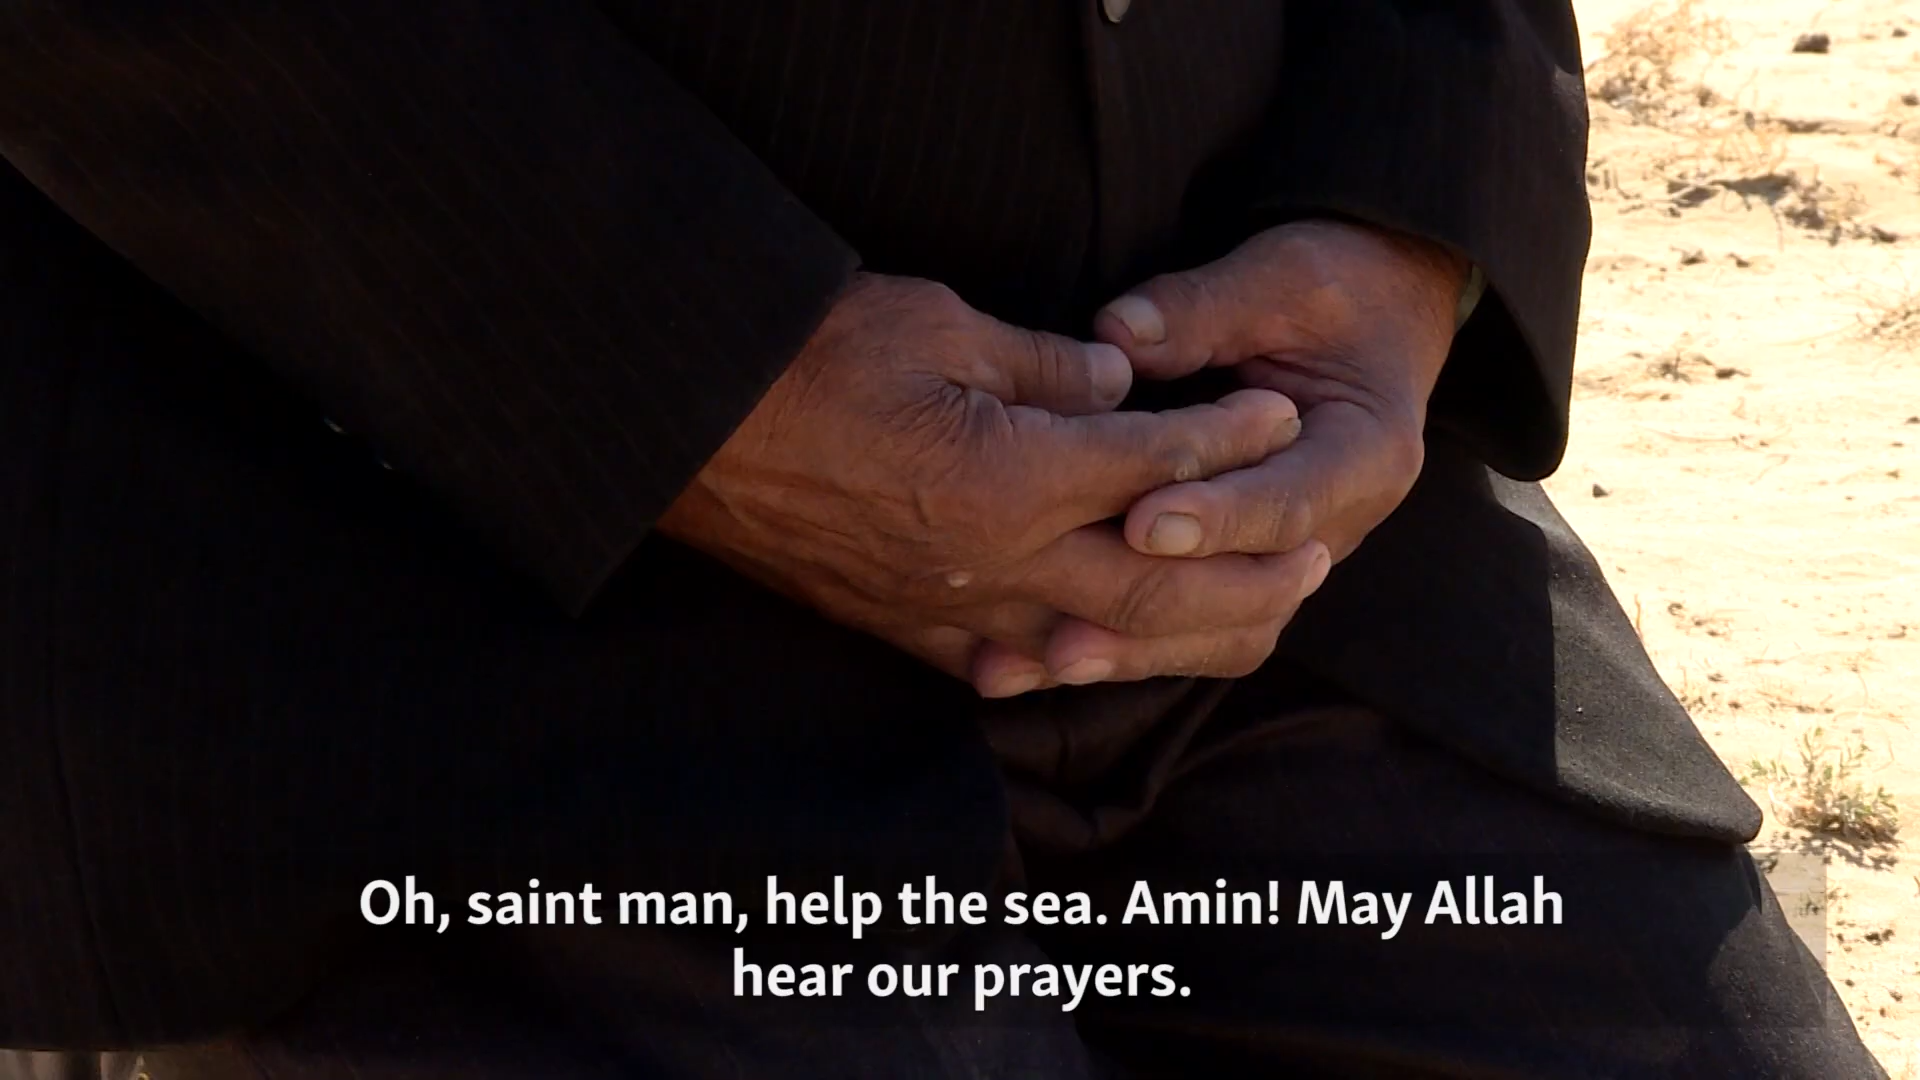 Oh, saint man, help the sea. Amin! May Allah
hear our prayers.